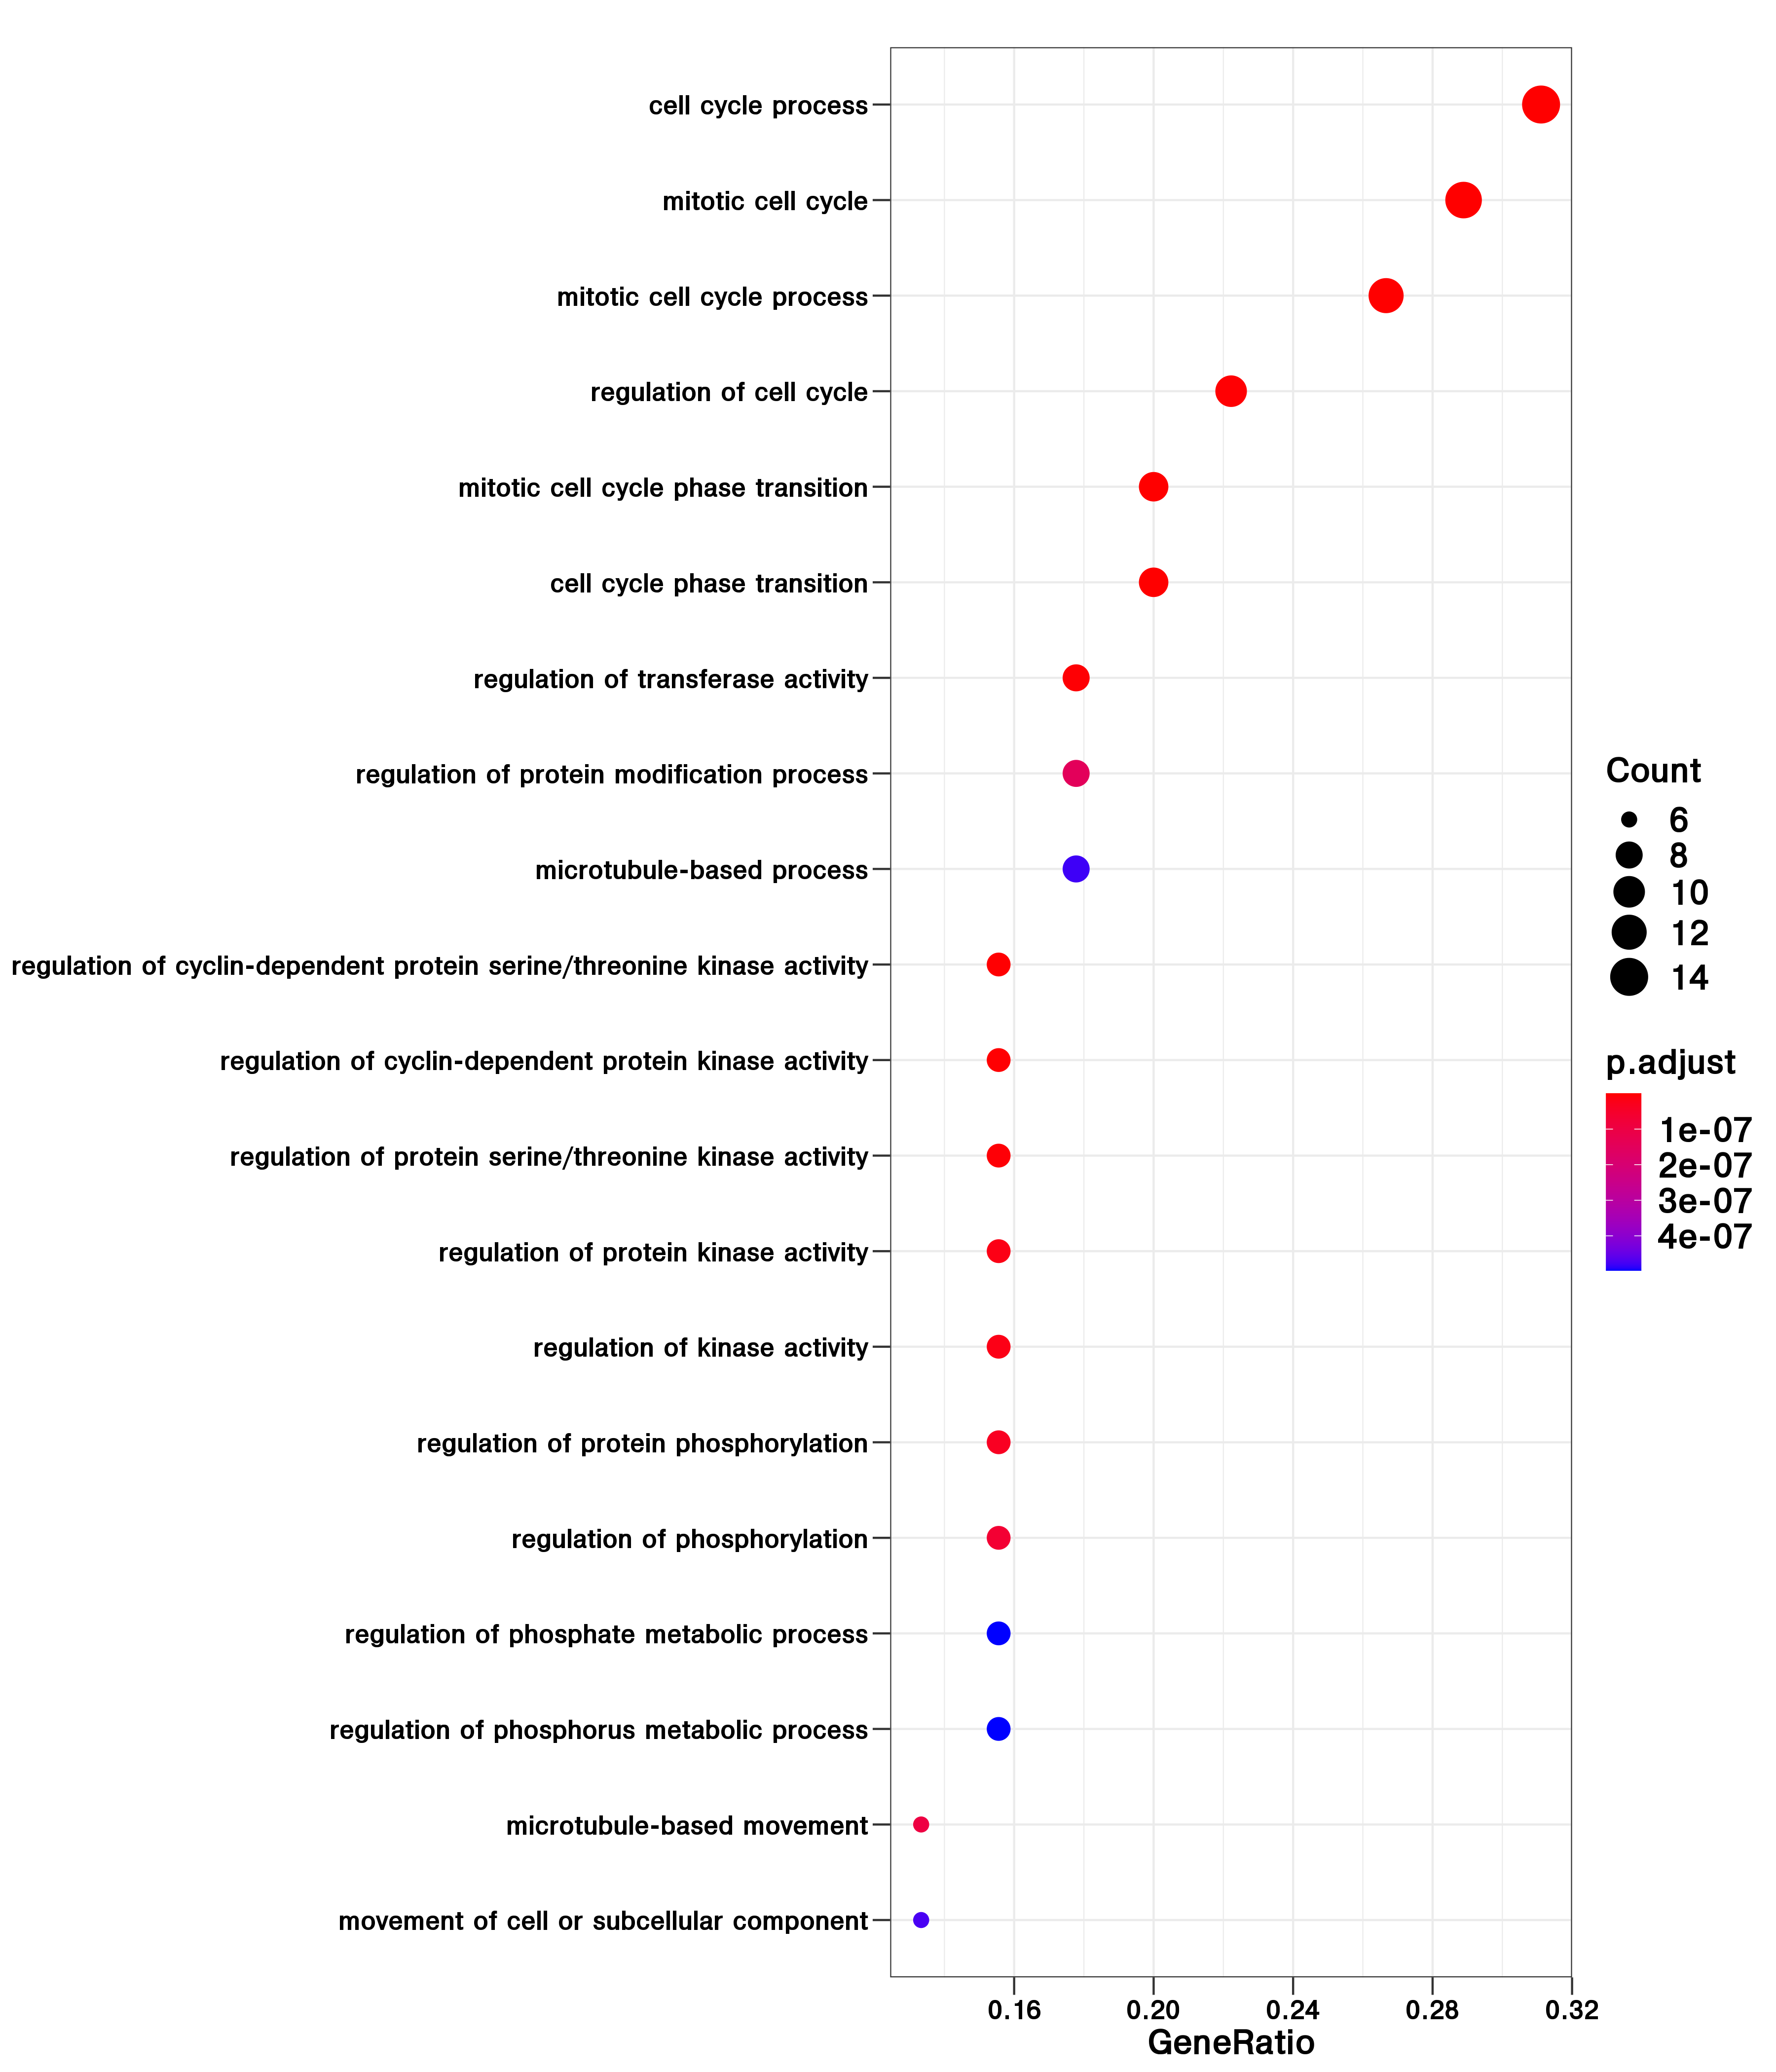 cell cycle process
mitotic cell cycle
mitotic cell cycle process
regulation of cell cycle
mitotic cell cycle phase transition
cell cycle phase transition
regulation of transferase activity
regulation of protein modification process
microtubule-based process
regulation of cyclin-dependent protein serine/threonine kinase activity
regulation of cyclin-dependent protein kinase activity
regulation of protein serine/threonine kinase activity
regulation of protein kinase activity
regulation of kinase activity
regulation of protein phosphorylation
regulation of phosphorylation
regulation of phosphate metabolic process
regulation of phosphorus metabolic process
microtubule-based movement
movement of cell or subcellular component
0.16 0.20 0.24 0.28 0.32
GeneRatio
Count
6
8
10
12
14
p.adjust
1e-07
2e-07
3e-07
4e-07